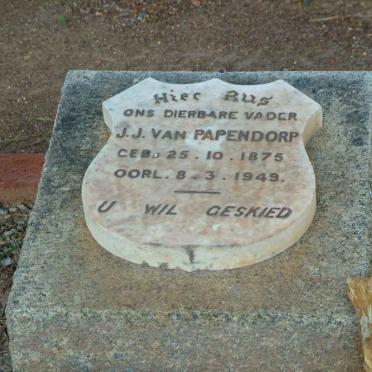 Hier Rus
ONS DIERBARE VADER
J.J. VAN PAPENDORP
GEB. 25.10.1875
OORL. 8.3.1949.
U WIL GESKIED